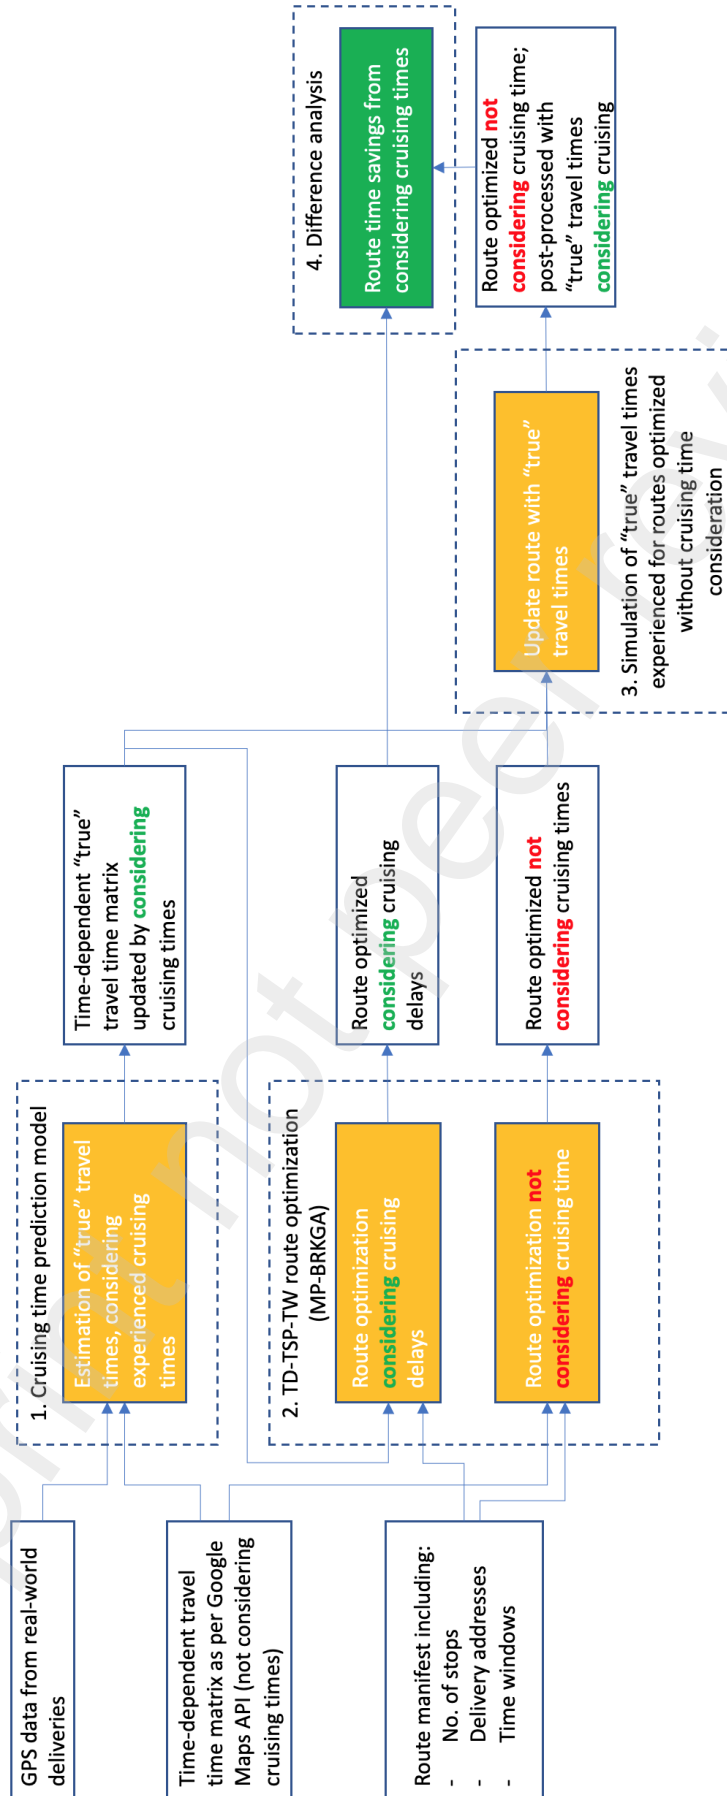 GPS data from real-world
deliveries
Time-dependent travel
time matrix as per Google
Maps API (not considering
cruising times)
Route manifest including:
- No. of stops
- Delivery addresses
- Time windows
1. Cruising time prediction model
Estimation of “true” travel
times, considering
experienced cruising
times
2. TD-TSP-TW route optimization
(MP-BRKGA)
Route optimization
considering cruising
delays
Route optimization not
considering cruising time
Time-dependent “true”
travel time matrix
updated by considering
cruising times
Route optimized
considering cruising
delays
Route optimized not
considering cruising times
Update route with “true”
travel times
3. Simulation of “true” travel times
experienced for routes optimized
without cruising time
consideration
4. Difference analysis
Route time savings from
considering cruising times
Route optimized not
considering cruising time;
post-processed with
“true” travel times
considering cruising
print not peer revi